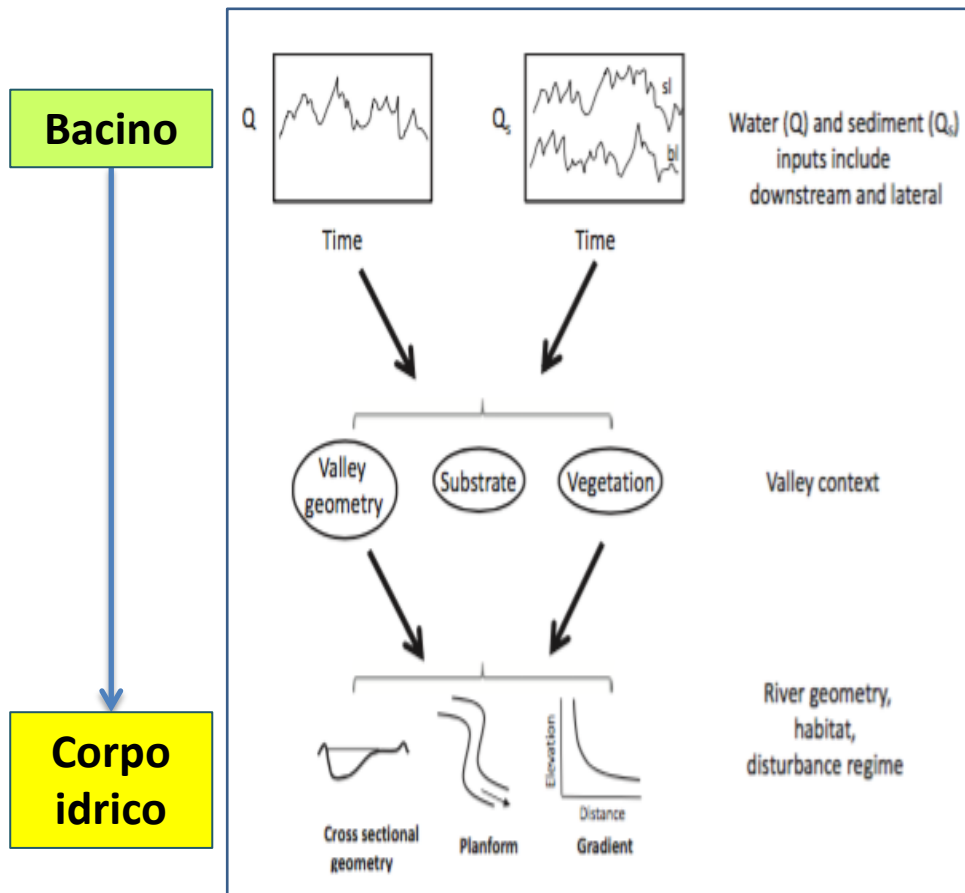 Bacino
Corpo
idrico
Q
Time
Qs
sl
bl
Time
Water (Q) and sediment (Qs)
inputs include
downstream and lateral
Valley
geometry
Substrate
Vegetation
Valley context
Cross sectional
geometry
Planform
Elevation
Distance
Gradient
River geometry,
habitat,
disturbance regime